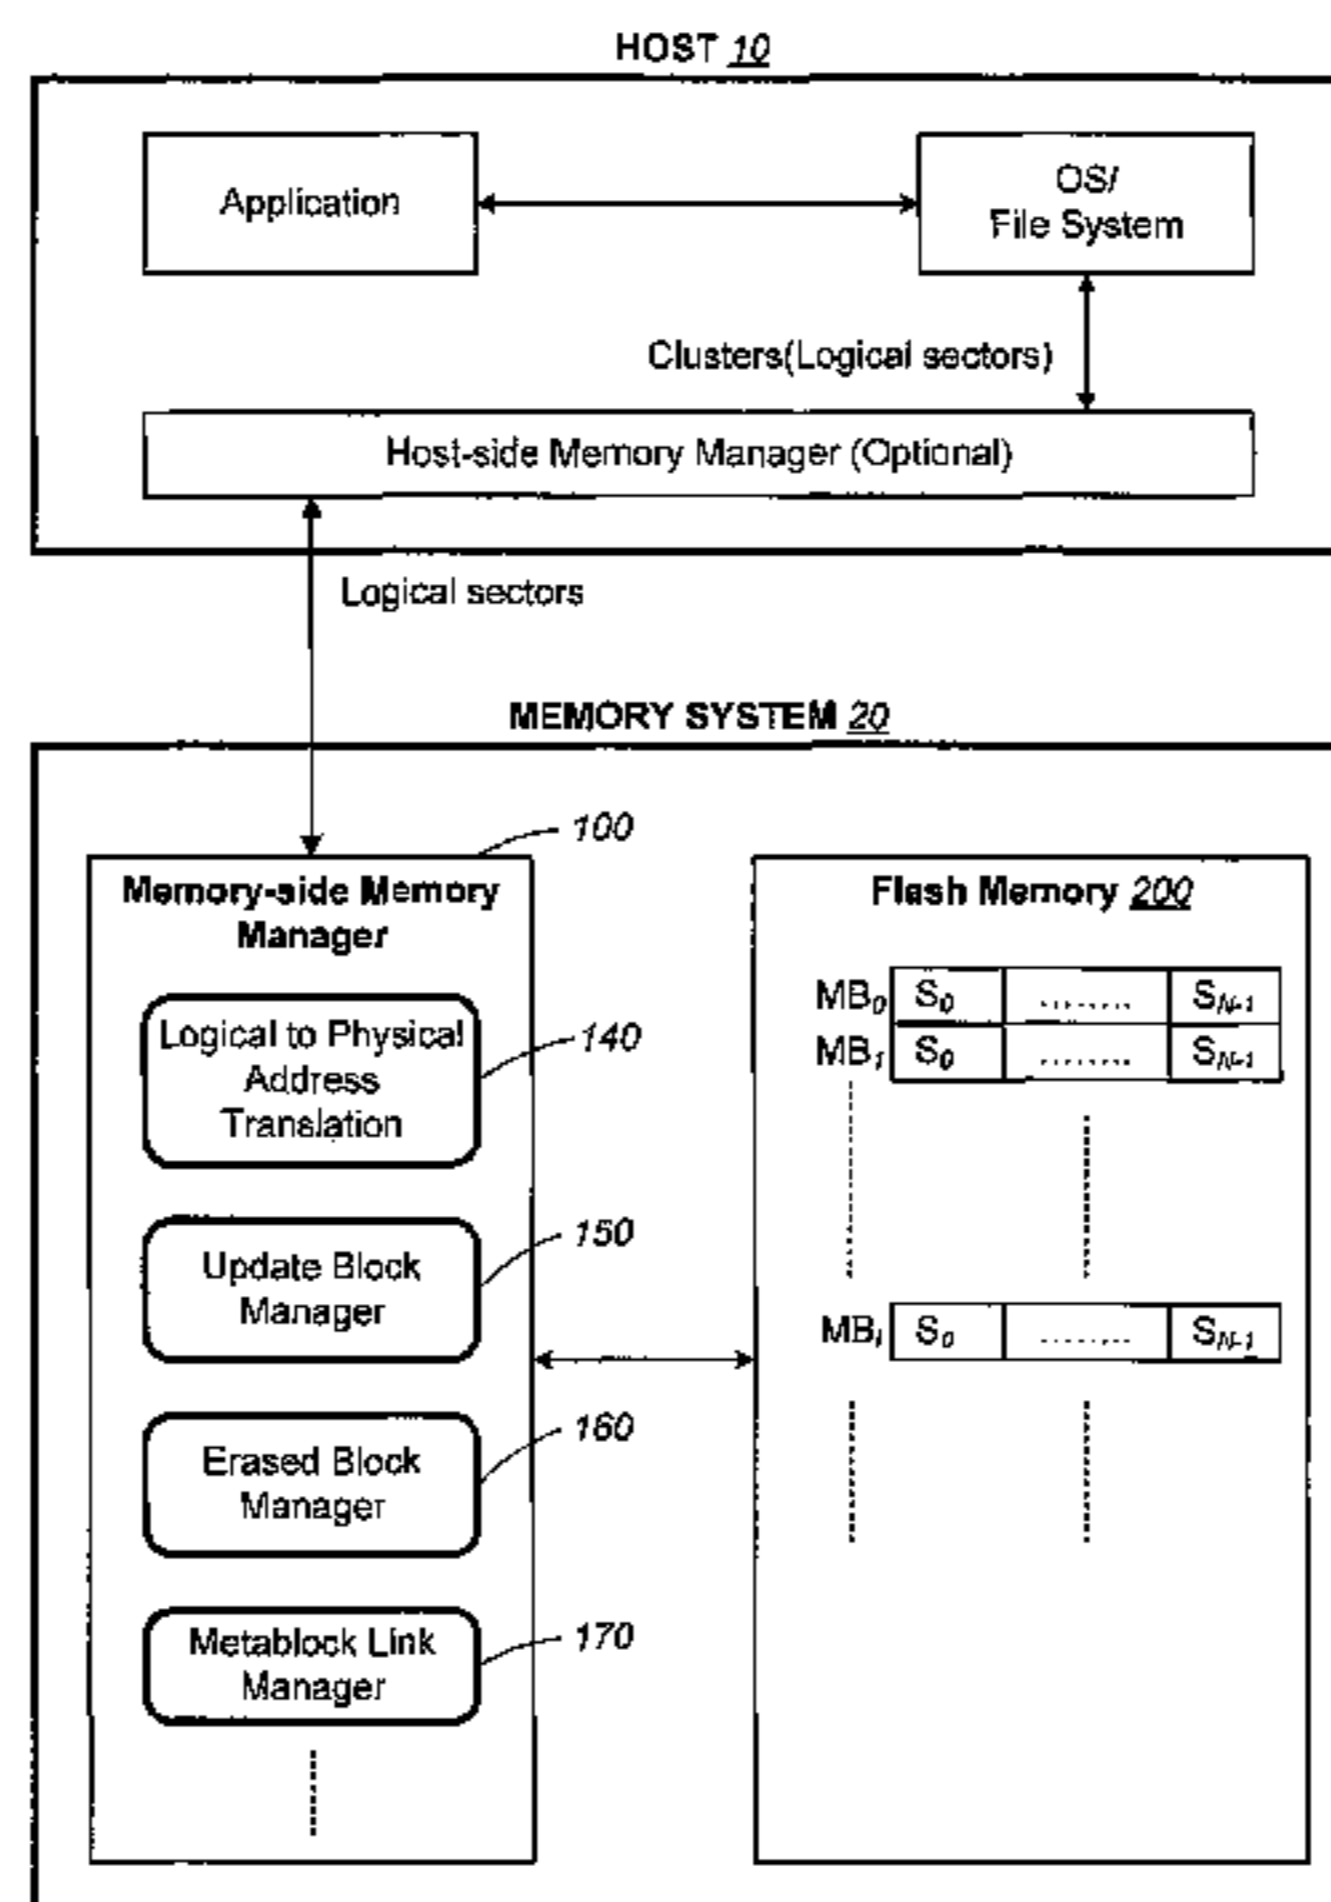 HOST 10
Application
OS/
File System
Clusters(Logical sectors)
Host-side Memory Manager (Optional)
Logical sectors
MEMORY SYSTEM 20
100
Memory-side Memory
Manager
Logical to Physical
Address
Translation
140
Update Block
Manager
150
Erased Block
Manager
160
Metablock Link
Manager
170
Flash Memory 200
MB0 S0 ........ SN-1
MB1 S0 ........ SN-1
MBi S0 ........ SN-1